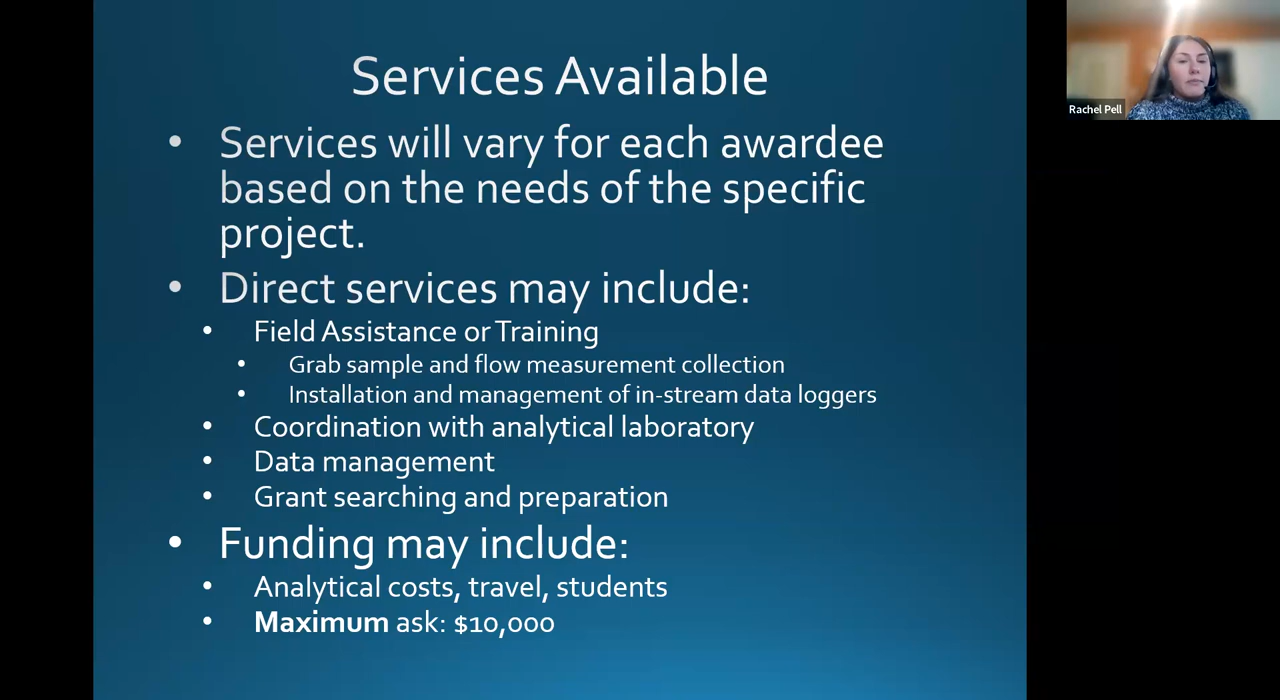 Services Available
• Services will vary for each awardee
based on the needs of the specific
project.
• Direct services may include:
• Field Assistance or Training
• Grab sample and flow measurement collection
• Installation and management of in-stream data loggers
• Coordination with analytical laboratory
• Data management
• Grant searching and preparation
• Funding may include:
• Analytical costs, travel, students
• Maximum ask: $10,000
Rachel Pell